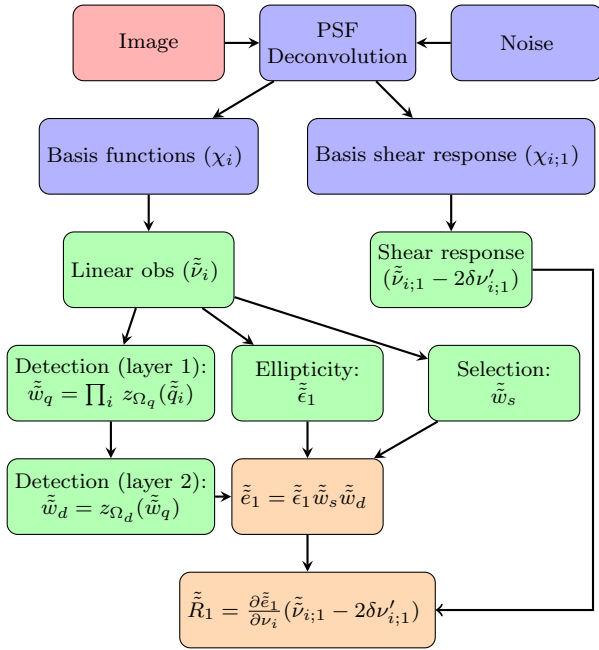 Image
PSF
Deconvolution
Noise
Basis functions (χ_i)
Basis shear response (χ_{i;1})
Linear obs (ν̃̃_i)
Shear response
(ν̃̃_{i;1} − 2δν′_{i;1})
Detection (layer 1):
w̃̃_q = ∏_i z_{Ω_q}(q̃̃_i)
Ellipticity:
ϵ̃̃_1
Selection:
w̃̃_s
Detection (layer 2):
w̃̃_d = z_{Ω_d}(w̃̃_q)
ẽ̃_1 = ϵ̃̃_1 w̃̃_s w̃̃_d
R̃̃_1 = ∂ẽ̃_1/∂ν_i (ν̃̃_{i;1} − 2δν′_{i;1})